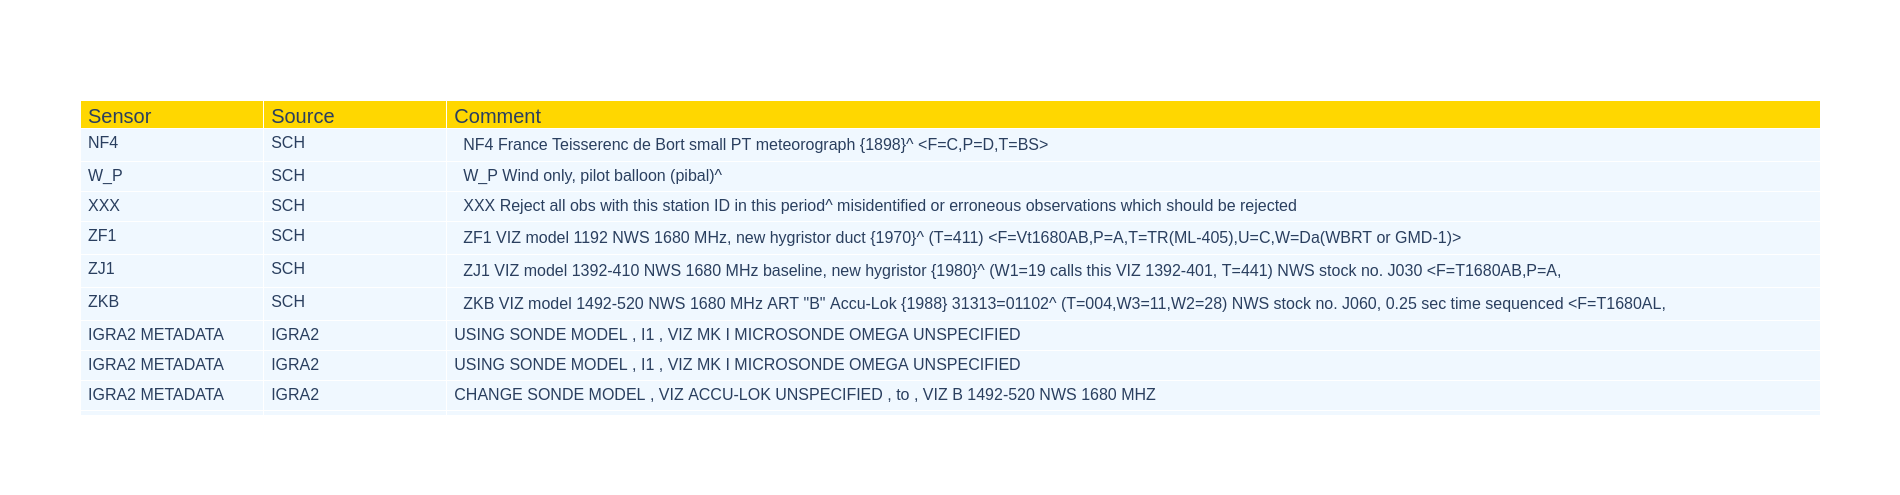 Sensor Source Comment
NF4 SCH NF4 France Teisserenc de Bort small PT meteorograph {1898}^ <F=C,P=D,T=BS>
W_P SCH W_P Wind only, pilot balloon (pibal)^
XXX SCH XXX Reject all obs with this station ID in this period^ misidentified or erroneous observations which should be rejected
ZF1 SCH ZF1 VIZ model 1192 NWS 1680 MHz, new hygristor duct {1970}^ (T=411) <F=Vt1680AB,P=A,T=TR(ML-405),U=C,W=Da(WBRT or GMD-1)>
ZJ1 SCH ZJ1 VIZ model 1392-410 NWS 1680 MHz baseline, new hygristor {1980}^ (W1=19 calls this VIZ 1392-401, T=441) NWS stock no. J030 <F=T1680AB,P=A,
ZKB SCH ZKB VIZ model 1492-520 NWS 1680 MHz ART "B" Accu-Lok {1988} 31313=01102^ (T=004,W3=11,W2=28) NWS stock no. J060, 0.25 sec time sequenced <F=T1680AL,
IGRA2 METADATA IGRA2 USING SONDE MODEL , I1 , VIZ MK I MICROSONDE OMEGA UNSPECIFIED
IGRA2 METADATA IGRA2 USING SONDE MODEL , I1 , VIZ MK I MICROSONDE OMEGA UNSPECIFIED
IGRA2 METADATA IGRA2 CHANGE SONDE MODEL , VIZ ACCU-LOK UNSPECIFIED , to , VIZ B 1492-520 NWS 1680 MHZ